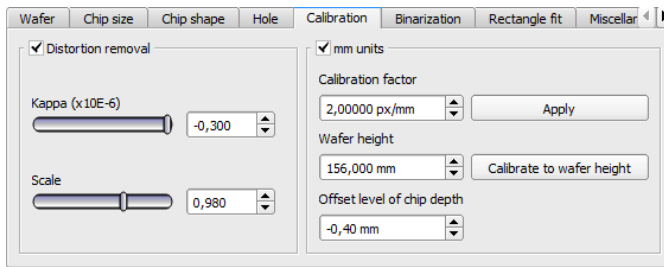 Wafer Chip size Chip shape Hole Calibration Binarization Rectangle fit Miscellar
Distortion removal
Kappa (x10E-6)
-0,300
Scale
0,980
mm units
Calibration factor
2,00000 px/mm Apply
Wafer height
156,000 mm Calibrate to wafer height
Offset level of chip depth
-0,40 mm